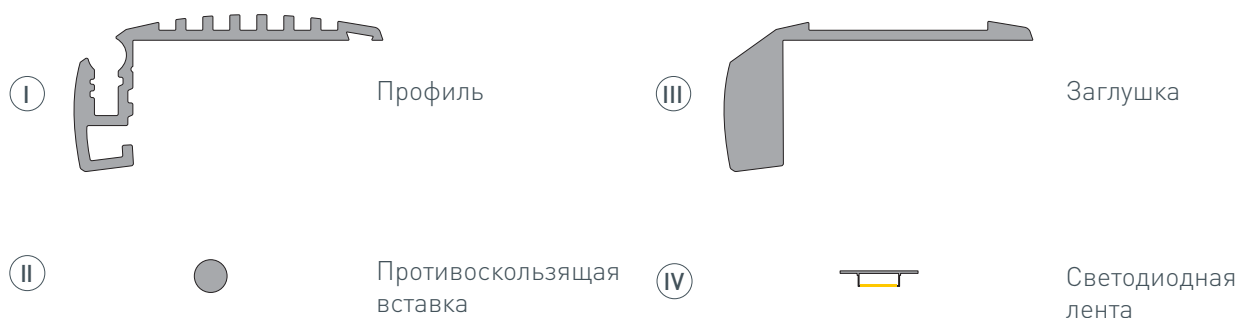 I
Профиль
III
Заглушка
II
Противоскользящая
вставка
IV
Светодиодная
лента